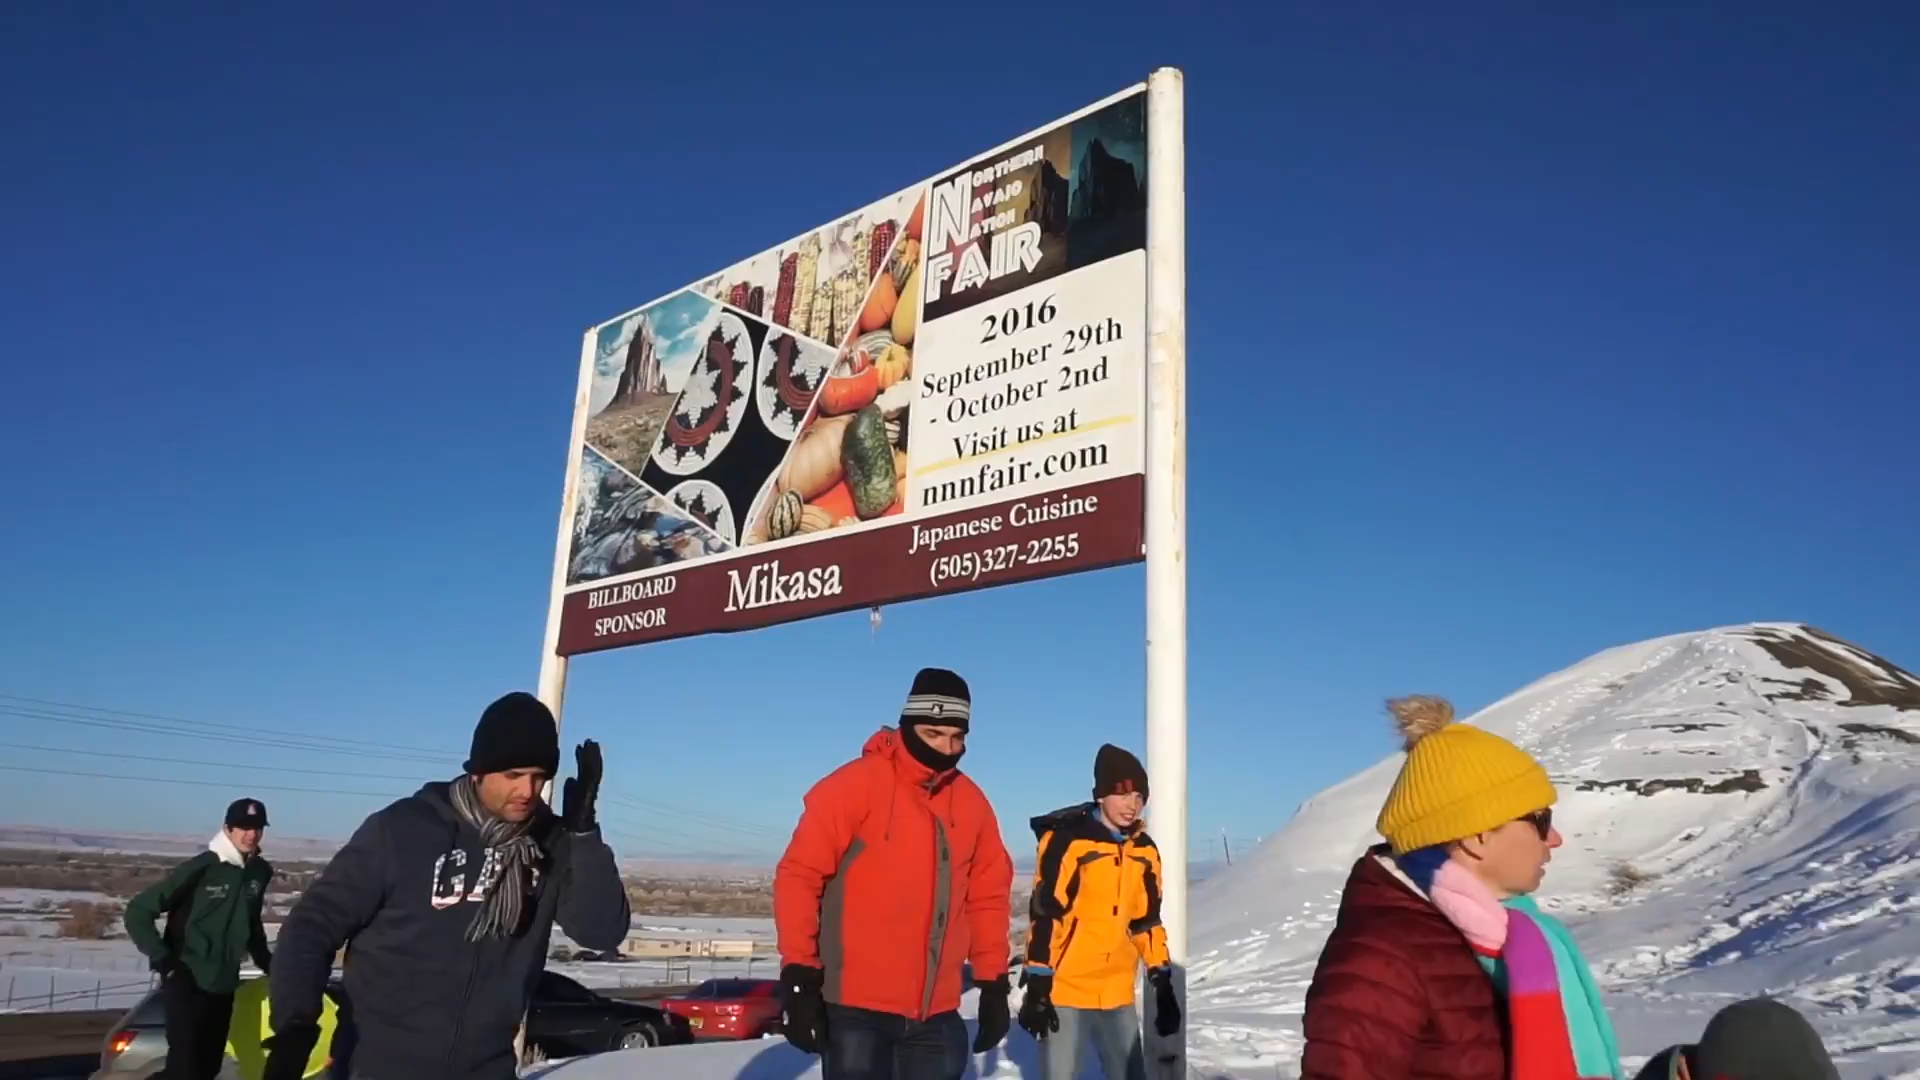 NORTHERN
NAVAJO
NATION
FAIR
2016
September 29th
- October 2nd
Visit us at
nnnfair.com
BILLBOARD
SPONSOR
Mikasa
Japanese Cuisine
(505)327-2255